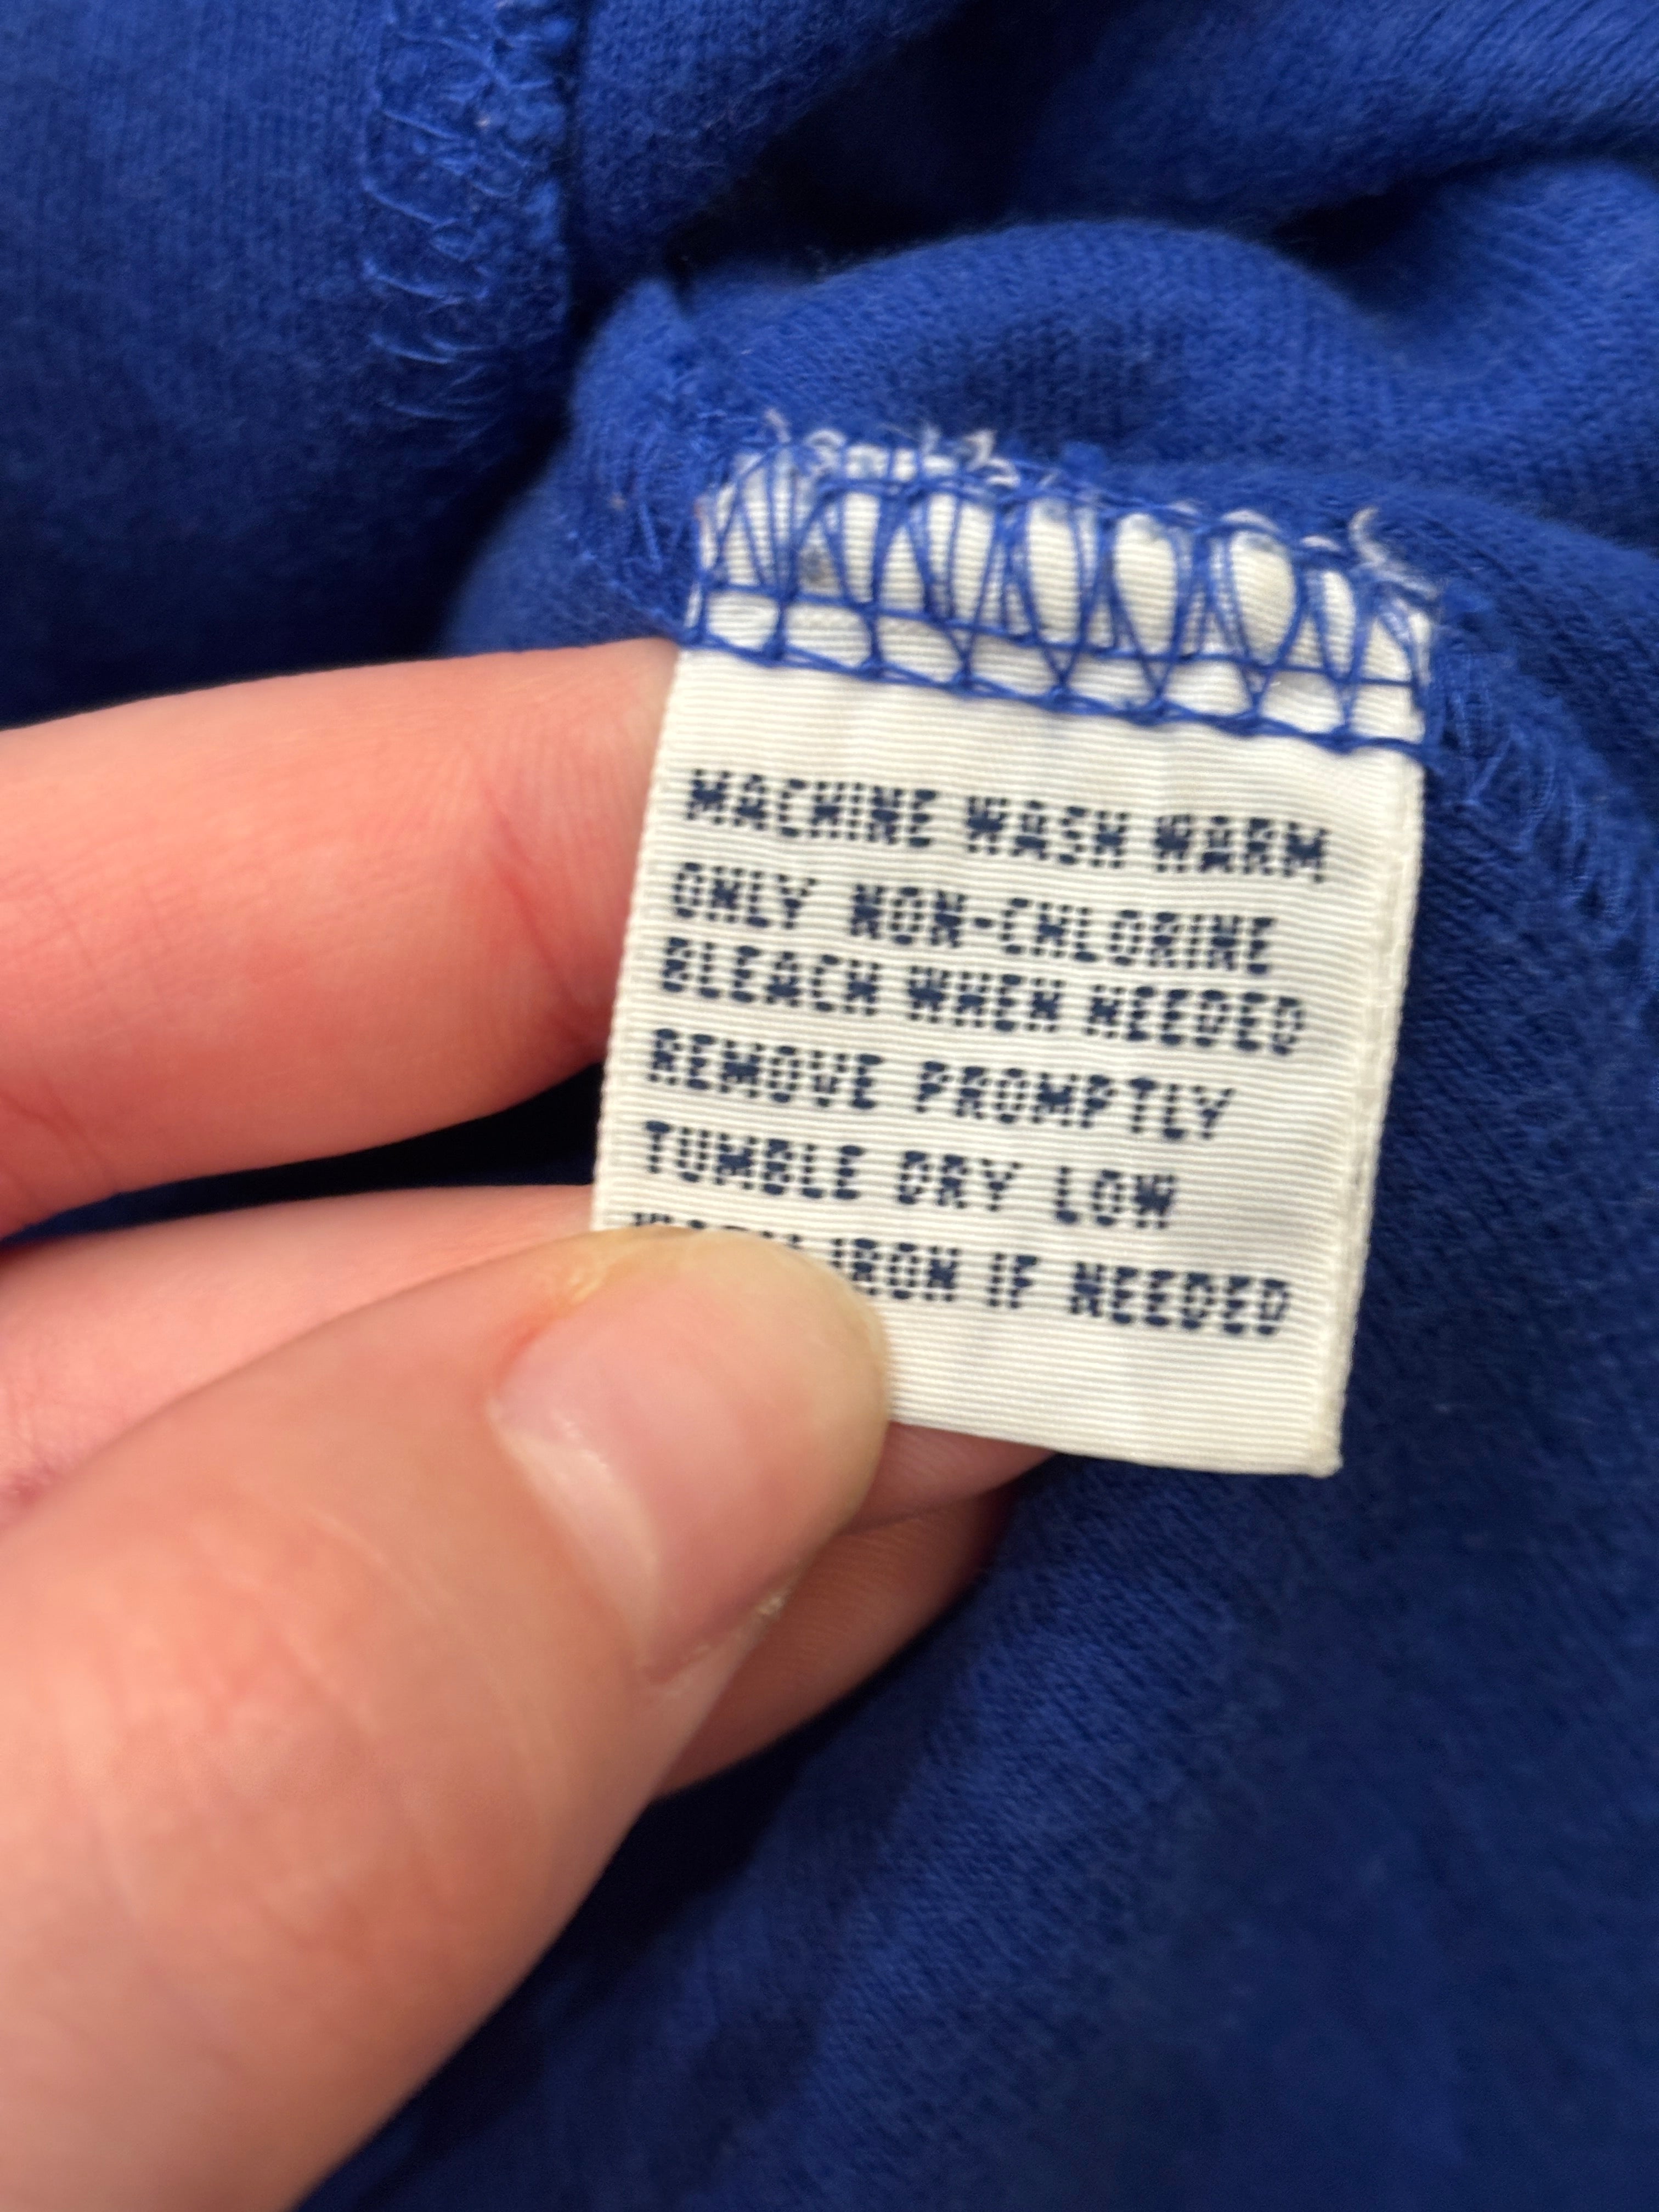 MACHINE WASH WARM
ONLY NON-CHLORINE
BLEACH WHEN NEEDED
REMOVE PROMPTLY
TUMBLE DRY LOW
IRON IF NEEDED